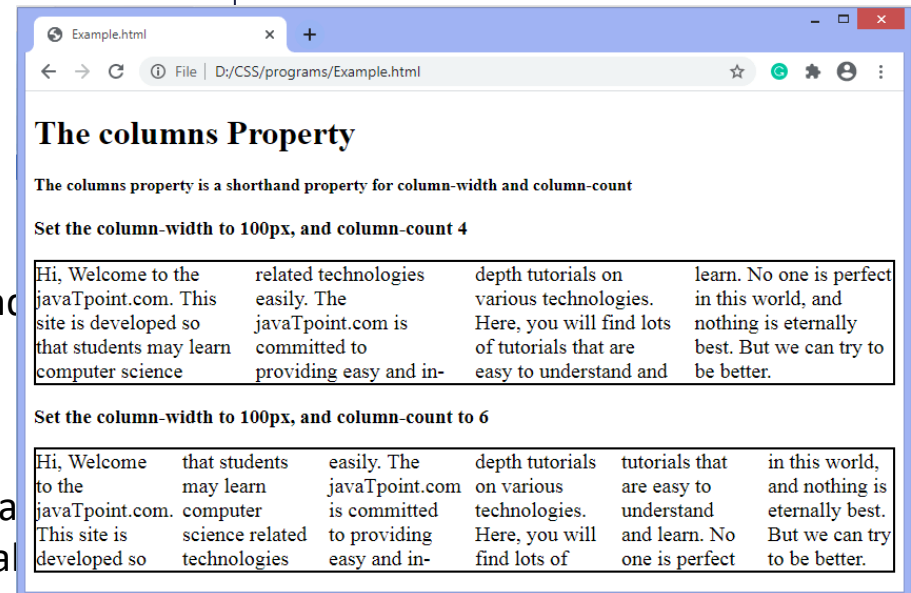 Example.html
File | D:/CSS/programs/Example.html
The columns Property
The columns property is a shorthand property for column-width and column-count
Set the column-width to 100px, and column-count 4
Hi, Welcome to the
javaTpoint.com. This
site is developed so
that students may learn
computer science
related technologies
easily. The
javaTpoint.com is
committed to
providing easy and in-
depth tutorials on
various technologies.
Here, you will find lots
of tutorials that are
easy to understand and
learn. No one is perfect
in this world, and
nothing is eternally
best. But we can try to
be better.
Set the column-width to 100px, and column-count to 6
Hi, Welcome
to the
javaTpoint.com.
This site is
developed so
that students
may learn
computer
science related
technologies
easily. The
javaTpoint.com
is committed
to providing
easy and in-
depth tutorials
on various
technologies.
Here, you will
find lots of
tutorials that
are easy to
understand
and learn. No
one is perfect
in this world,
and nothing is
eternally best.
But we can try
to be better.